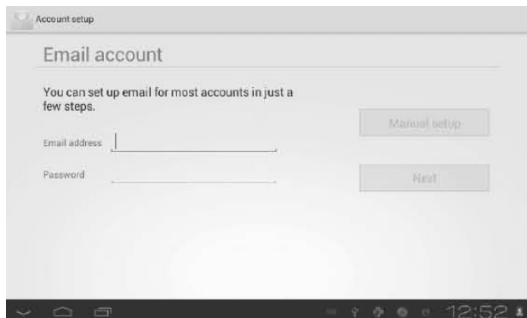 Account setup
Email account
You can set up email for most accounts in just a
few steps.
Manual setup
Email address
Password
Next
12:52